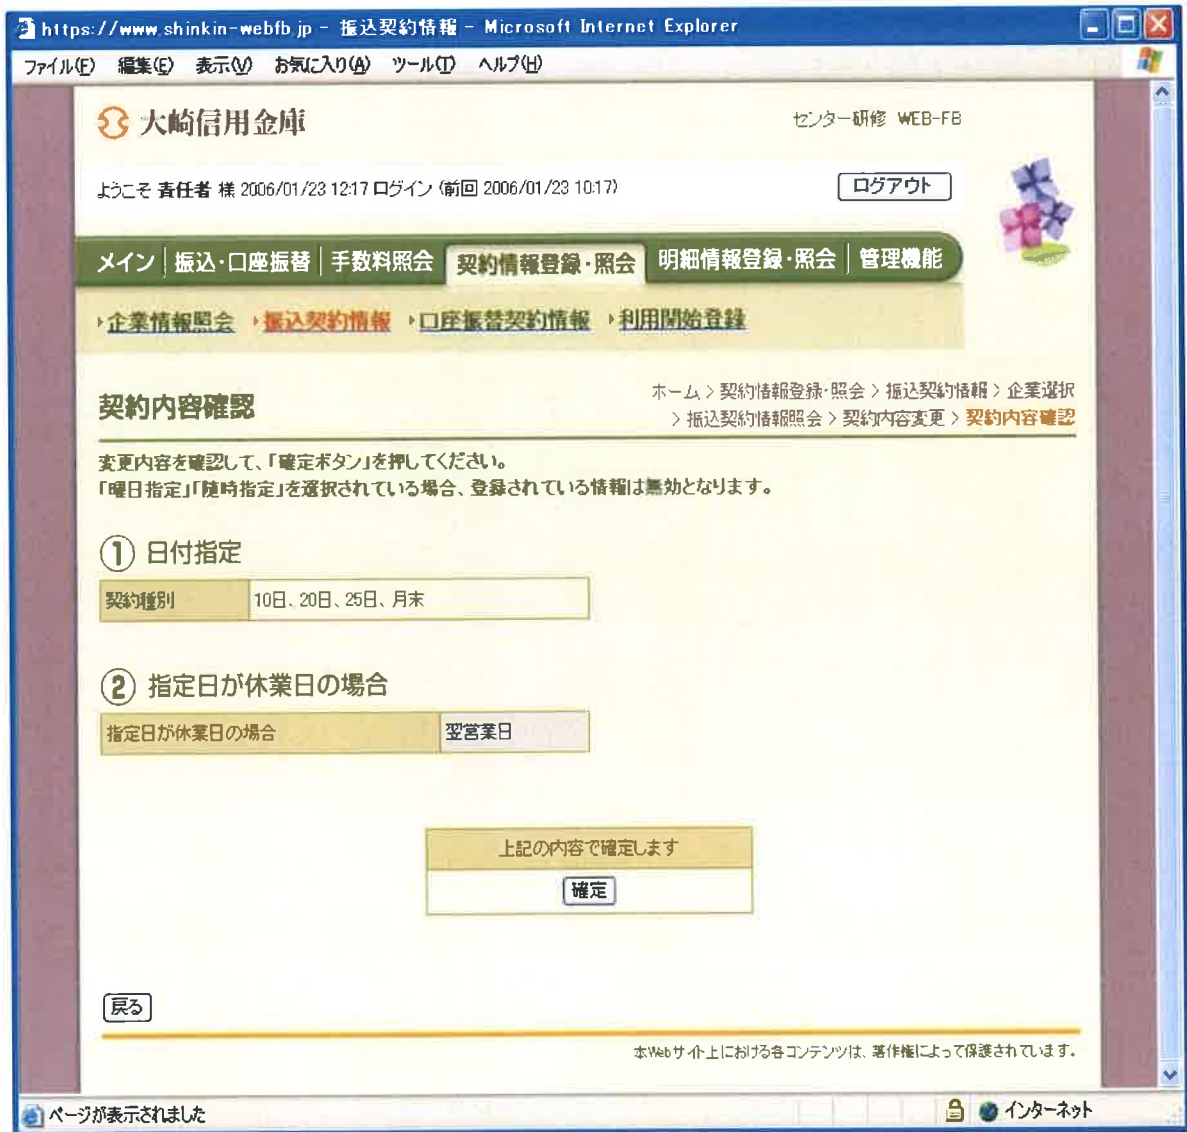 https://www.shinkin-webfb.jp - 振込契約情報 - Microsoft Internet Explorer
ファイル(F) 編集(E) 表示(V) お気に入り(A) ツール(T) ヘルプ(H)
大崎信用金庫
センター研修 WEB-FB
ようこそ 責任者 様 2006/01/23 12:17 ログイン (前回 2006/01/23 10:17)
ログアウト
メイン 振込・口座振替 手数料照会 契約情報登録・照会 明細情報登録・照会 管理機能
企業情報照会 振込契約情報 口座振替契約情報 利用開始登録
契約内容確認
ホーム > 契約情報登録・照会 > 振込契約情報 > 企業選択
> 振込契約情報照会 > 契約内容変更 > 契約内容確認
変更内容を確認して、「確定ボタン」を押してください。
「曜日指定」「随時指定」を選択されている場合、登録されている情報は無効となります。
① 日付指定
契約種別 10日、20日、25日、月末
② 指定日が休業日の場合
指定日が休業日の場合 翌営業日
上記の内容で確定します
確定
戻る
本Webサイト上における各コンテンツは、著作権によって保護されています。
ページが表示されました
インターネット